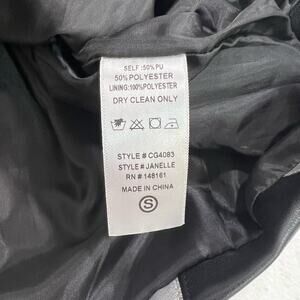 SELF: 50% PU
50% POLYESTER
LINING: 100% POLYESTER
DRY CLEAN ONLY
STYLE # CG4083
STYLE # JANELLE
RN # 148161
MADE IN CHINA
S